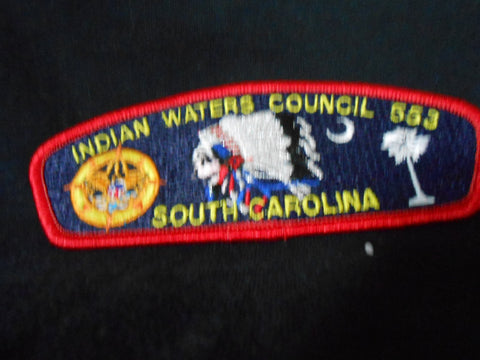 INDIAN WATERS COUNCIL 553
SOUTH CAROLINA